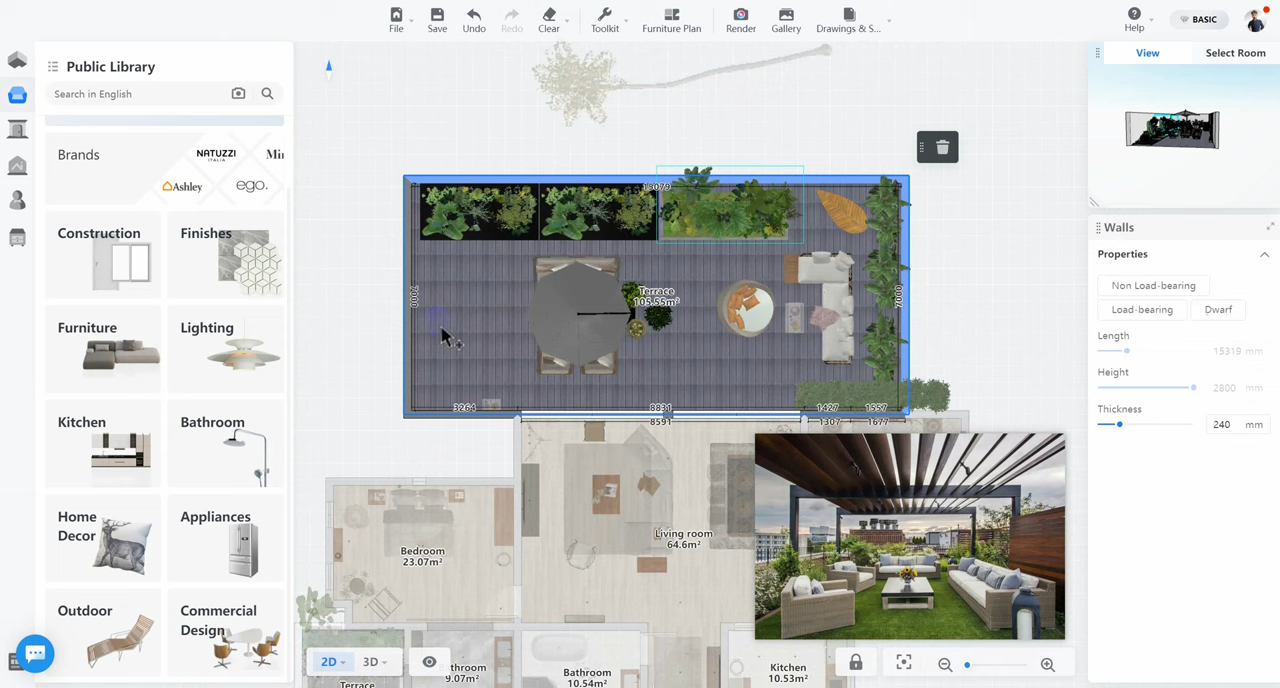 File
Save
Undo
Redo
Clear
Toolkit
Furniture Plan
Render
Gallery
Drawings & S...
Help
BASIC
Public Library
Search in English
Brands
NATUZZI
ITALIA
Ashley
ego.
Construction
Finishes
Furniture
Lighting
Kitchen
Bathroom
Home
Decor
Appliances
Outdoor
Commercial
Design
View
Select Room
Walls
Properties
Non Load-bearing
Load-bearing
Dwarf
Length
15319 mm
Height
2800 mm
Thickness
240 mm
15079
7000
Terrace
105.55m²
7000
3264
8831
1427
1557
8591
1307
1677
Living room
64.6m²
Bedroom
23.07m²
Bathroom
10.54m²
Kitchen
10.53m²
throom
9.07m²
Terrace
2D
3D